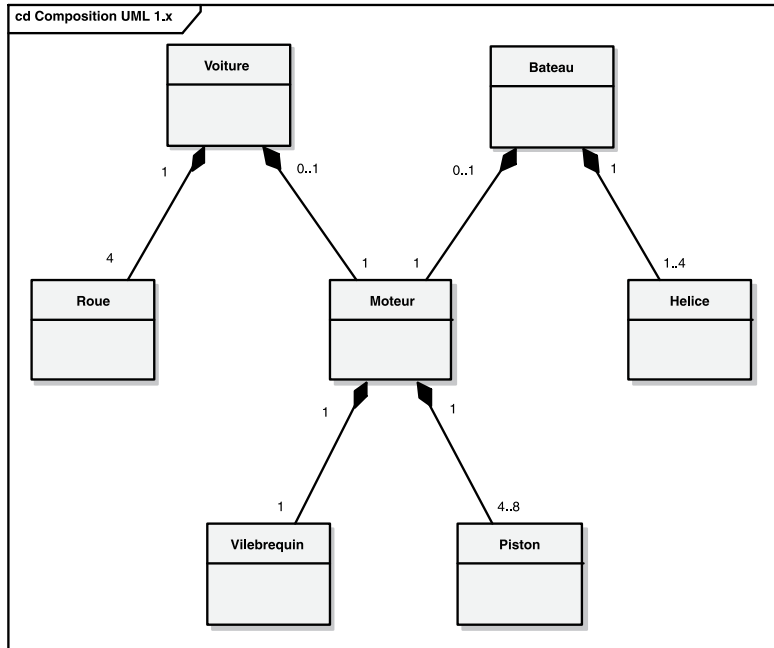 cd Composition UML 1.x
Voiture
Bateau
1
0..1
0..1
1
4
1
1
1..4
Roue
Moteur
Helice
1
1
1
4..8
Vilebrequin
Piston